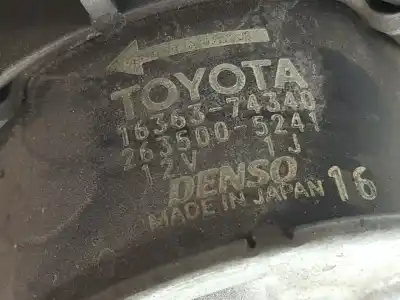 TOYOTA
16363-74340
263500-5241
12V 1J
DENSO
MADE IN JAPAN 16